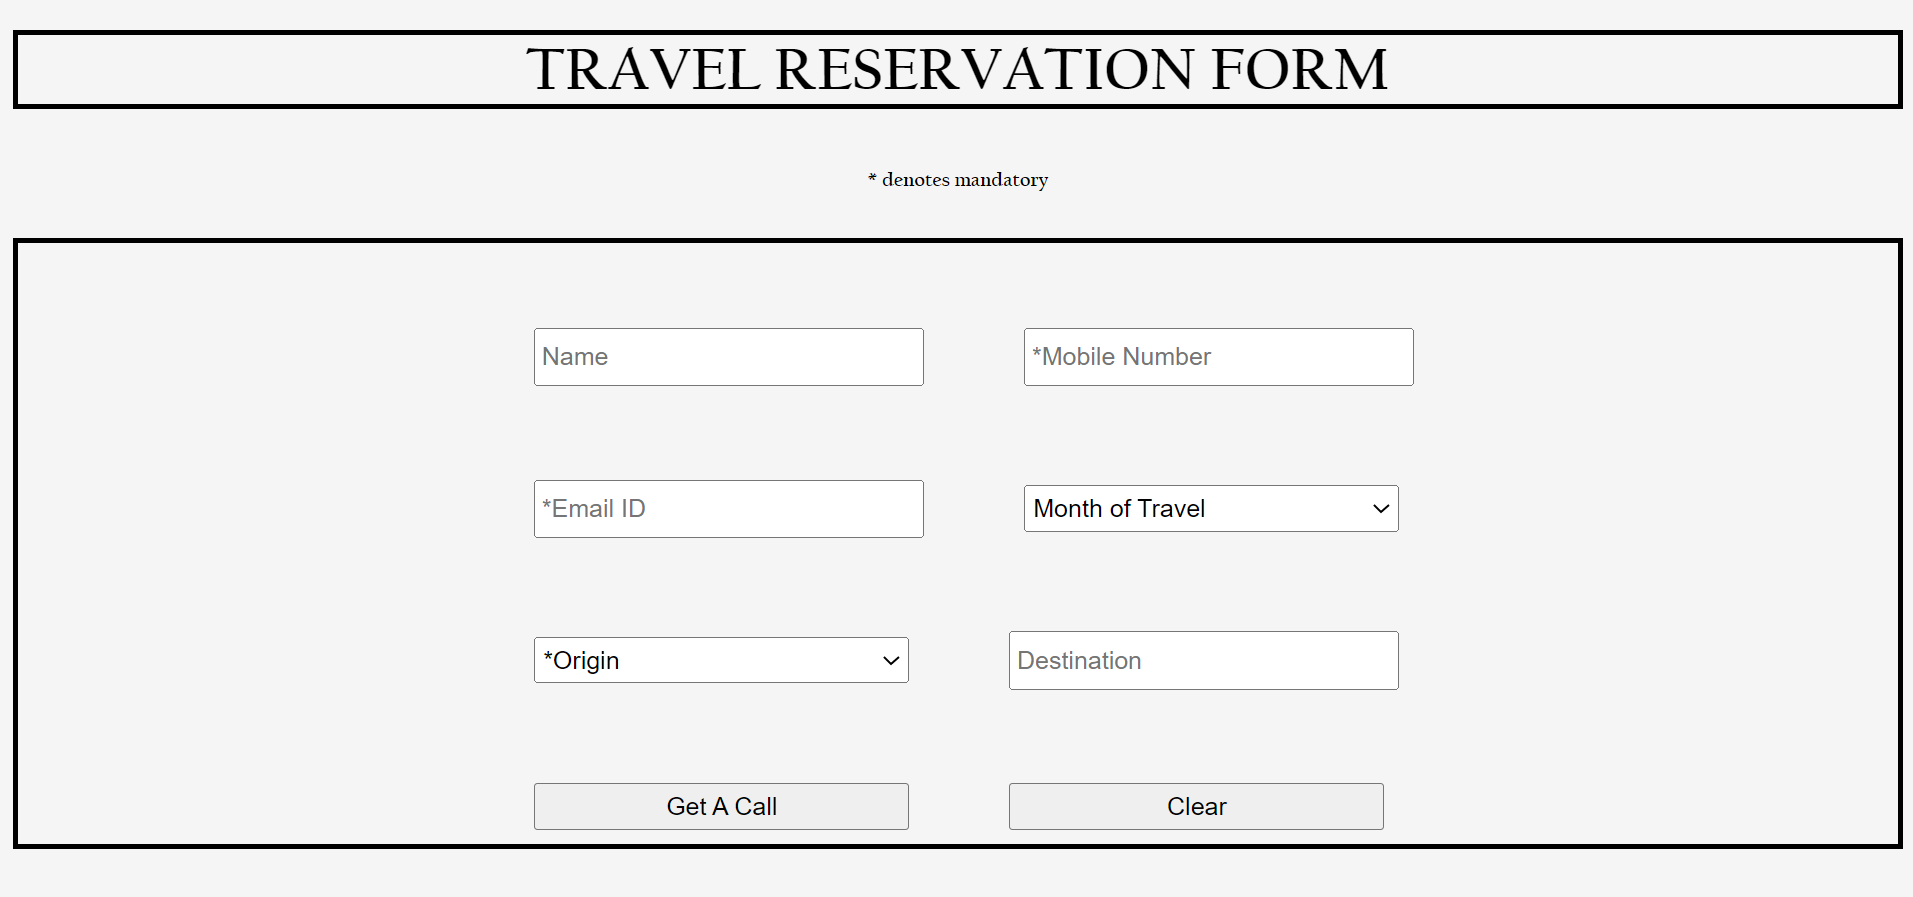 TRAVEL RESERVATION FORM
* denotes mandatory
Name
*Mobile Number
*Email ID
Month of Travel
*Origin
Destination
Get A Call
Clear